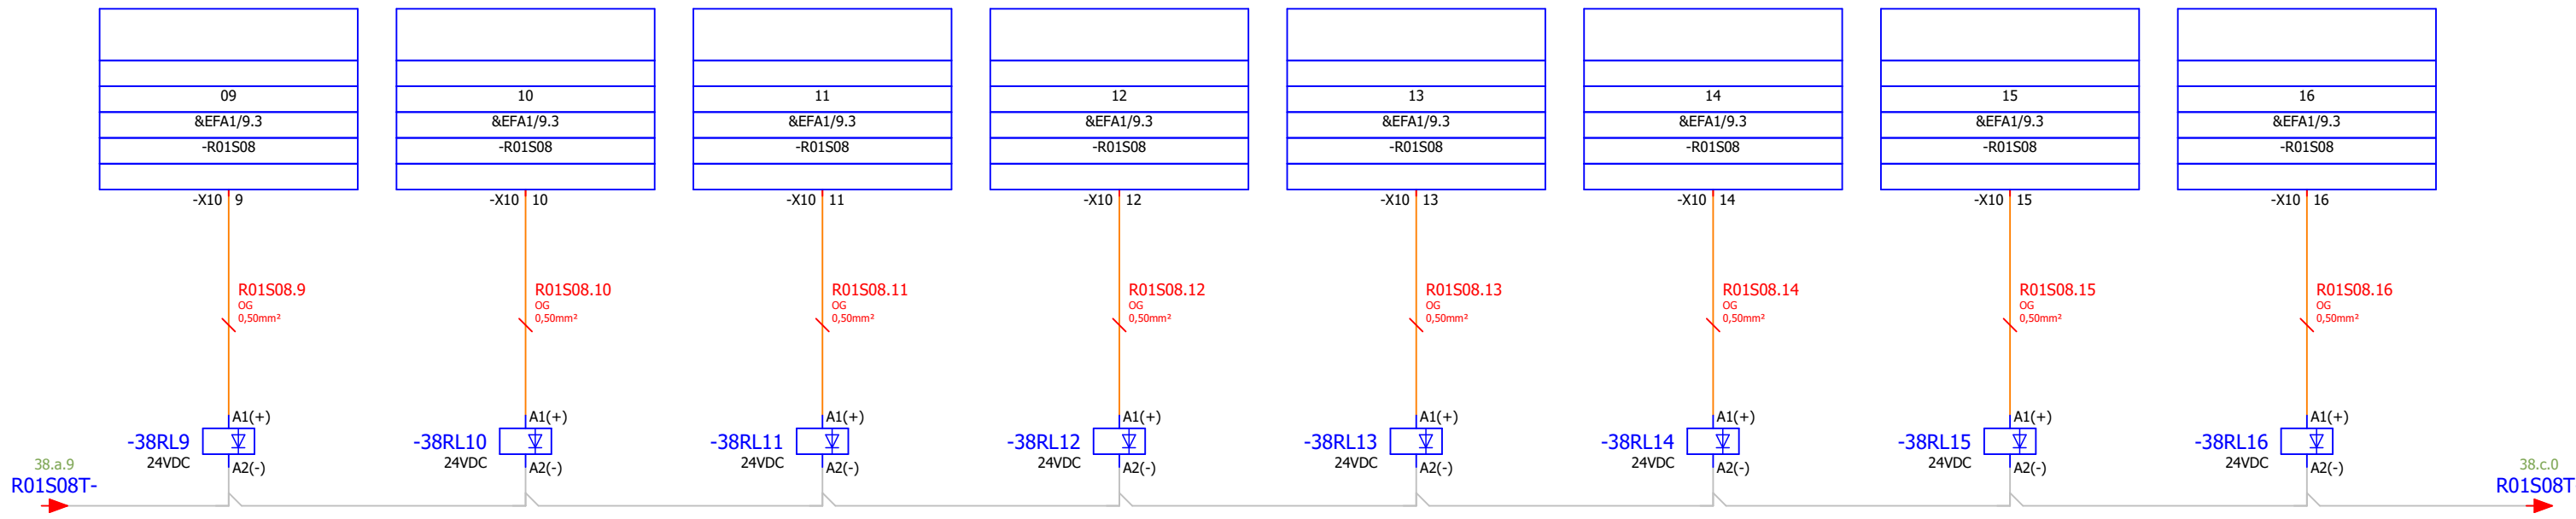 09 10 11 12 13 14 15 16
&EFA1/9.3 &EFA1/9.3 &EFA1/9.3 &EFA1/9.3 &EFA1/9.3 &EFA1/9.3 &EFA1/9.3 &EFA1/9.3
-R01S08 -R01S08 -R01S08 -R01S08 -R01S08 -R01S08 -R01S08 -R01S08
-X10 9 -X10 10 -X10 11 -X10 12 -X10 13 -X10 14 -X10 15 -X10 16
R01S08.9 R01S08.10 R01S08.11 R01S08.12 R01S08.13 R01S08.14 R01S08.15 R01S08.16
OG OG OG OG OG OG OG OG
0,50mm² 0,50mm² 0,50mm² 0,50mm² 0,50mm² 0,50mm² 0,50mm² 0,50mm²
A1(+) A1(+) A1(+) A1(+) A1(+) A1(+) A1(+) A1(+)
-38RL9 -38RL10 -38RL11 -38RL12 -38RL13 -38RL14 -38RL15 -38RL16
24VDC 24VDC 24VDC 24VDC 24VDC 24VDC 24VDC 24VDC
A2(-) A2(-) A2(-) A2(-) A2(-) A2(-) A2(-) A2(-)
38.a.9 38.c.0
R01S08T- R01S08T